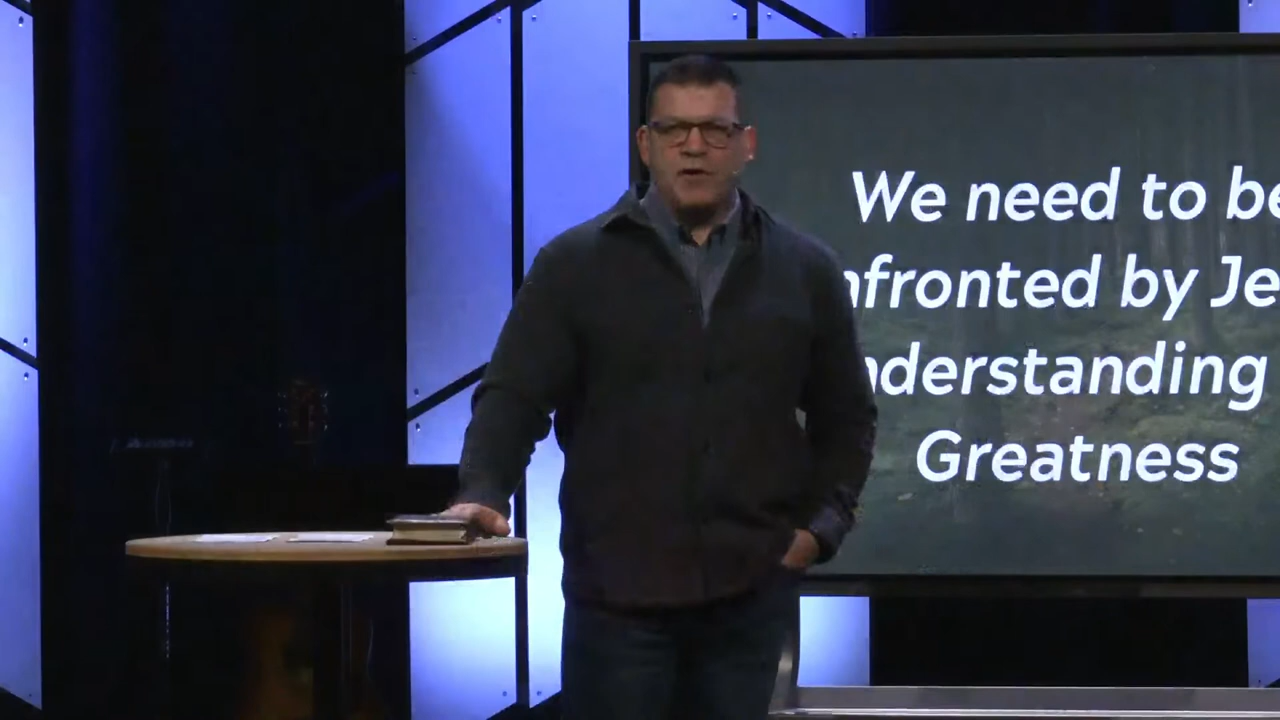 We need to be
nfronted by Je
nderstanding
Greatness